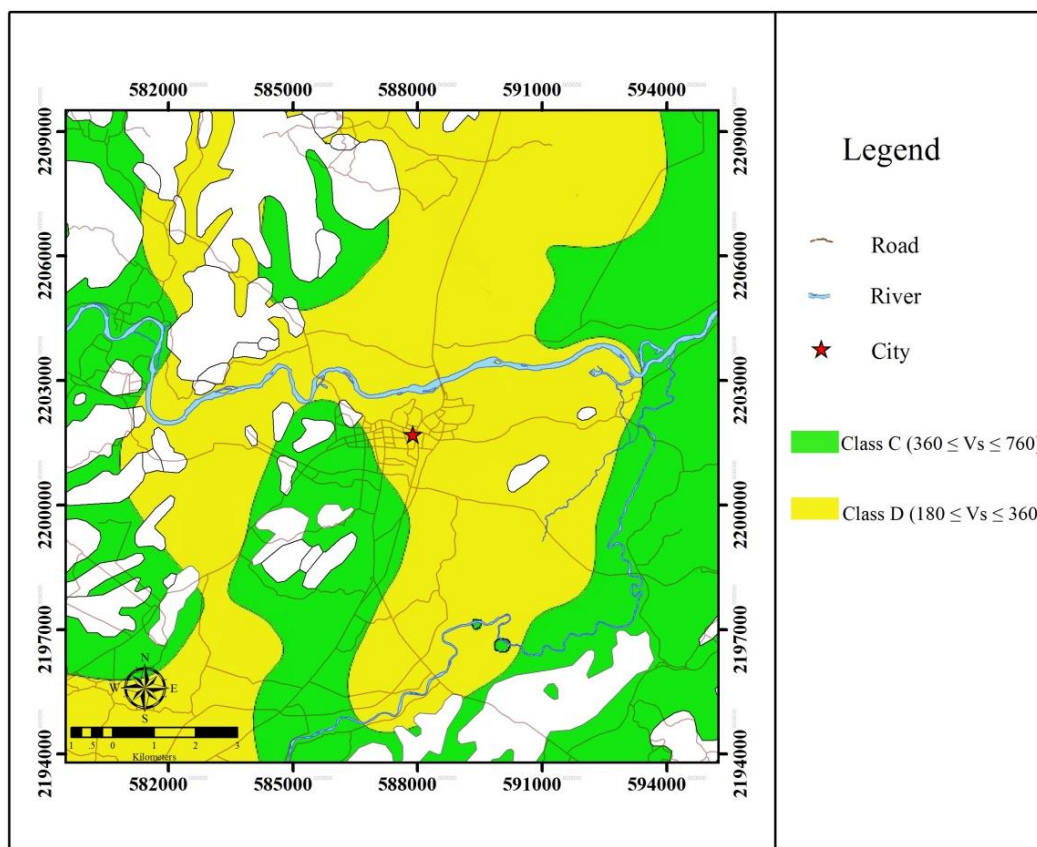 582000 585000 588000 591000 594000
2209000 2209000
2206000 2206000
2203000 2203000
2200000 2200000
2197000 2197000
2194000 2194000
N
W E
S
1 .5 0 1 2 3
Kilometers
582000 585000 588000 591000 594000
Legend
Road
River
City
Class C (360 ≤ Vs ≤ 760)
Class D (180 ≤ Vs ≤ 360